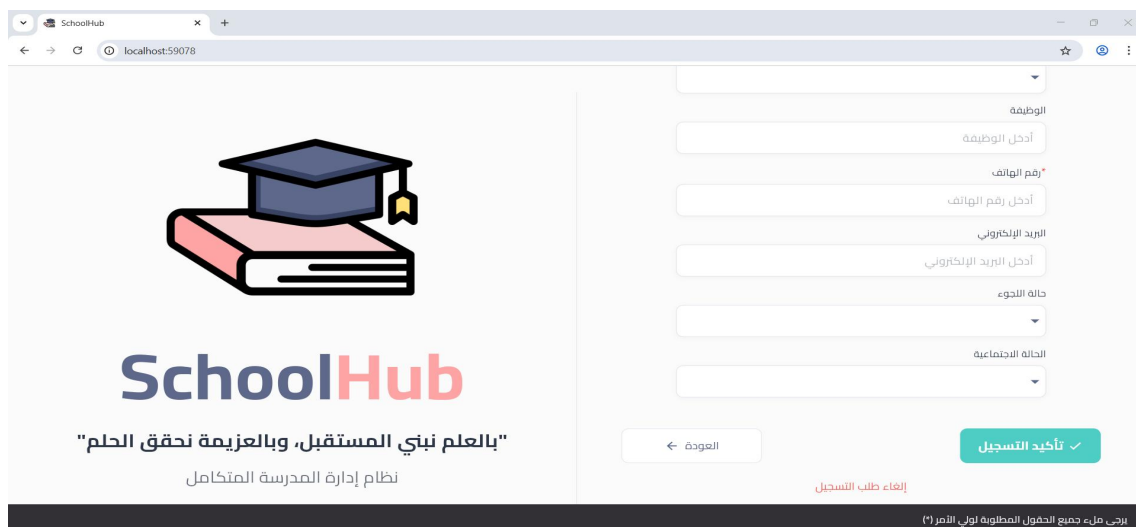 SchoolHub
localhost:59078
الوظيفة
أدخل الوظيفة
رقم الهاتف*
أدخل رقم الهاتف
البريد الإلكتروني
أدخل البريد الإلكتروني
حالة اللجوء
الحالة الاجتماعية
تأكيد التسجيل
العودة
إلغاء طلب التسجيل
SchoolHub
"بالعلم نبني المستقبل، وبالعزيمة نحقق الحلم"
نظام إدارة المدرسة المتكامل
يرجى ملء جميع الحقول المطلوبة لولي الأمر (*)